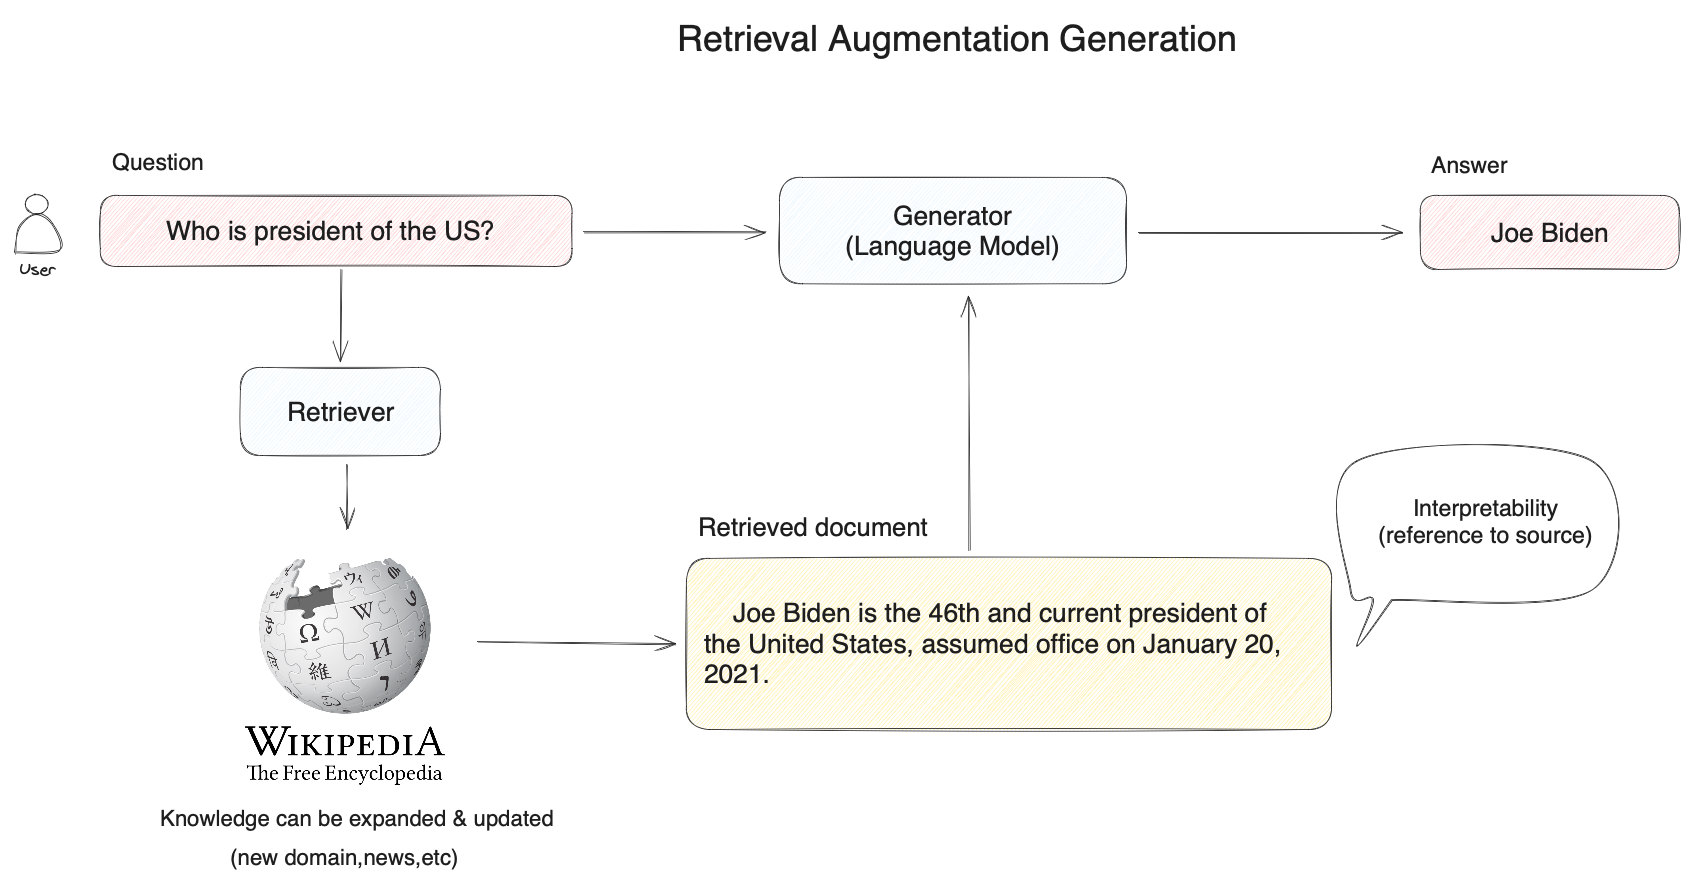 Retrieval Augmentation Generation
Question
Answer
Who is president of the US?
Generator
(Language Model)
Joe Biden
User
Retriever
Interpretability
(reference to source)
Retrieved document
Joe Biden is the 46th and current president of
the United States, assumed office on January 20,
2021.
Ω
W
И
維
ウィ
WIKIPEDIA
The Free Encyclopedia
Knowledge can be expanded & updated
(new domain,news,etc)